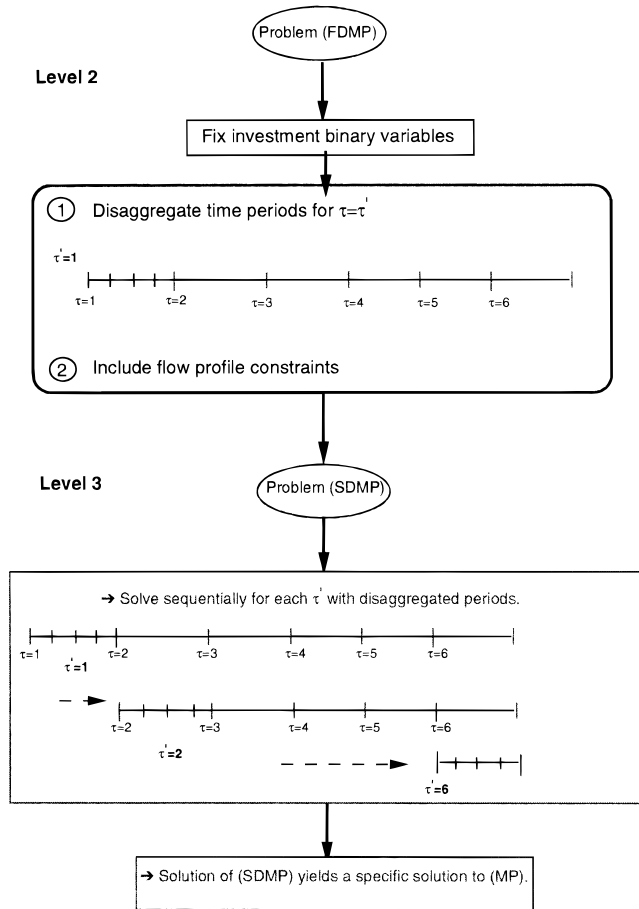 Problem (FDMP)
Level 2
Fix investment binary variables
1 Disaggregate time periods for τ=τ'
τ'=1
τ=1 τ=2 τ=3 τ=4 τ=5 τ=6
2 Include flow profile constraints
Level 3
Problem (SDMP)
→ Solve sequentially for each τ' with disaggregated periods.
τ=1 τ=2 τ=3 τ=4 τ=5 τ=6
τ'=1
τ=2 τ=3 τ=4 τ=5 τ=6
τ'=2
τ'=6
→ Solution of (SDMP) yields a specific solution to (MP).